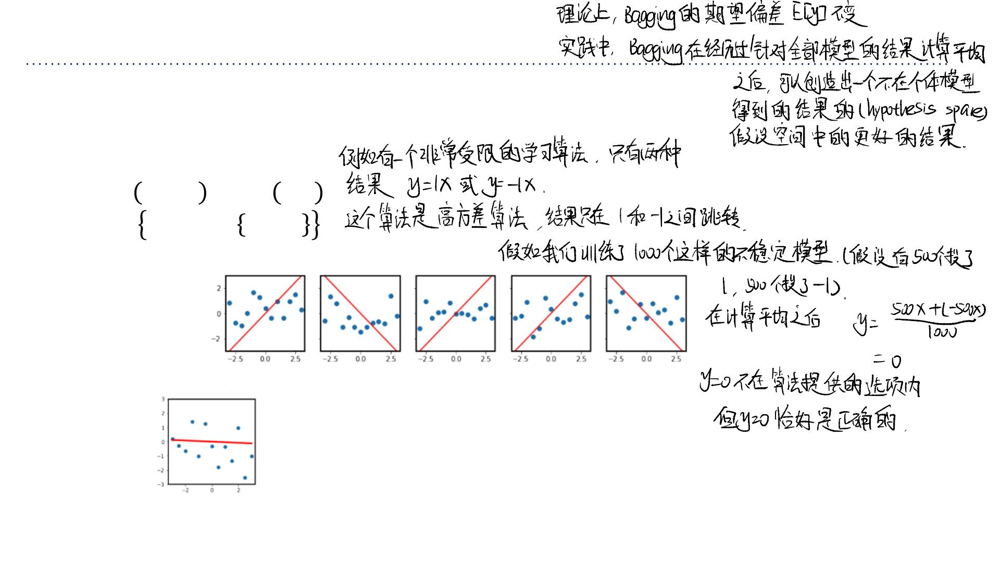 理论上, Bagging的期望偏差 E[y]不变
实践中, Bagging在经历过针对全部模型的结果计算平均
之后, 可以创造出一个不在个体模型
得到的结果的(hypothesis space)
假设空间中的更好的结果.
例如有一个非常受限的学习算法. 只有两种
结果 y=1x 或 y=-1x.
( ) ( )
这个算法是高方差算法, 结果只在 1 和 -1之间跳转.
{ { }}
假如我们训练了 1000个这样的不稳定模型. (假设有500个投了
1, 500个投了-1).
在计算平均之后 y= 500x+(-500x) / 1000
= 0
y=0不在算法提供的选项内
但y=0恰好是正确的.
2
0
−2
−2.5 0.0 2.5 −2.5 0.0 2.5 −2.5 0.0 2.5 −2.5 0.0 2.5 −2.5 0.0 2.5
3
2
1
0
−1
−2
−3
−2 0 2